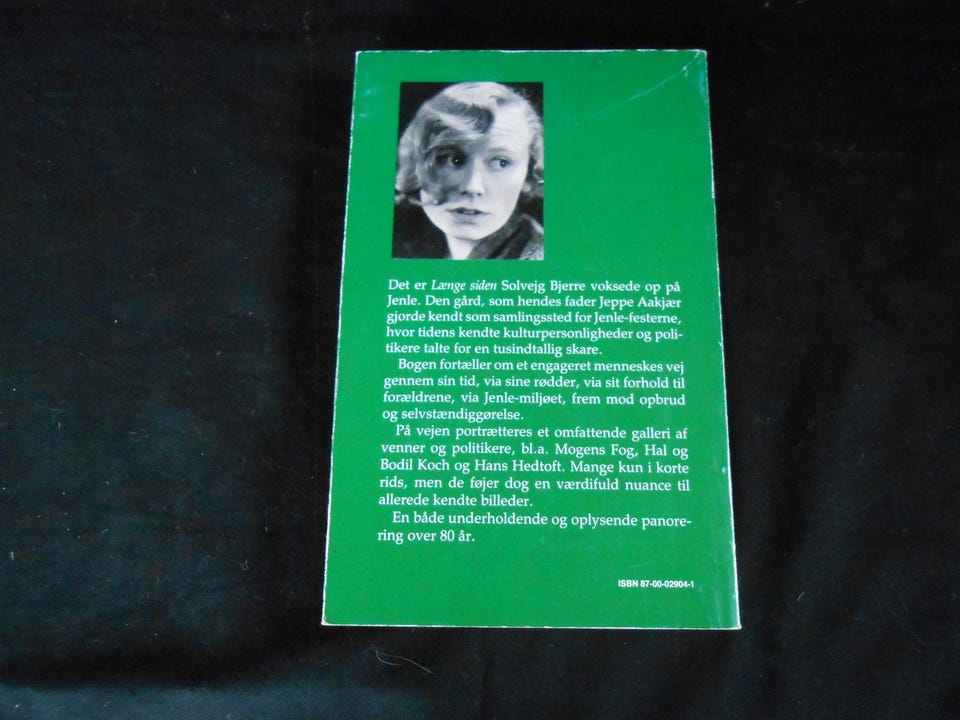 Det er Længe siden Solvejg Bjerre voksede op på
Jenle. Den gård, som hendes fader Jeppe Aakjær
gjorde kendt som samlingssted for Jenle-festerne,
hvor tidens kendte kulturpersonligheder og poli-
tikere talte for en tusindtallig skare.
Bogen fortæller om et engageret menneskes vej
gennem sin tid, via sine rødder, via sit forhold til
forældrene, via Jenle-miljøet, frem mod opbrud
og selvstændiggørelse.
På vejen portrætteres et omfattende galleri af
venner og politikere, bl.a. Mogens Fog, Hal og
Bodil Koch og Hans Hedtoft. Mange kun i korte
rids, men de føjer dog en værdifuld nuance til
allerede kendte billeder.
En både underholdende og oplysende panore-
ring over 80 år.
ISBN 87-00-02904-1